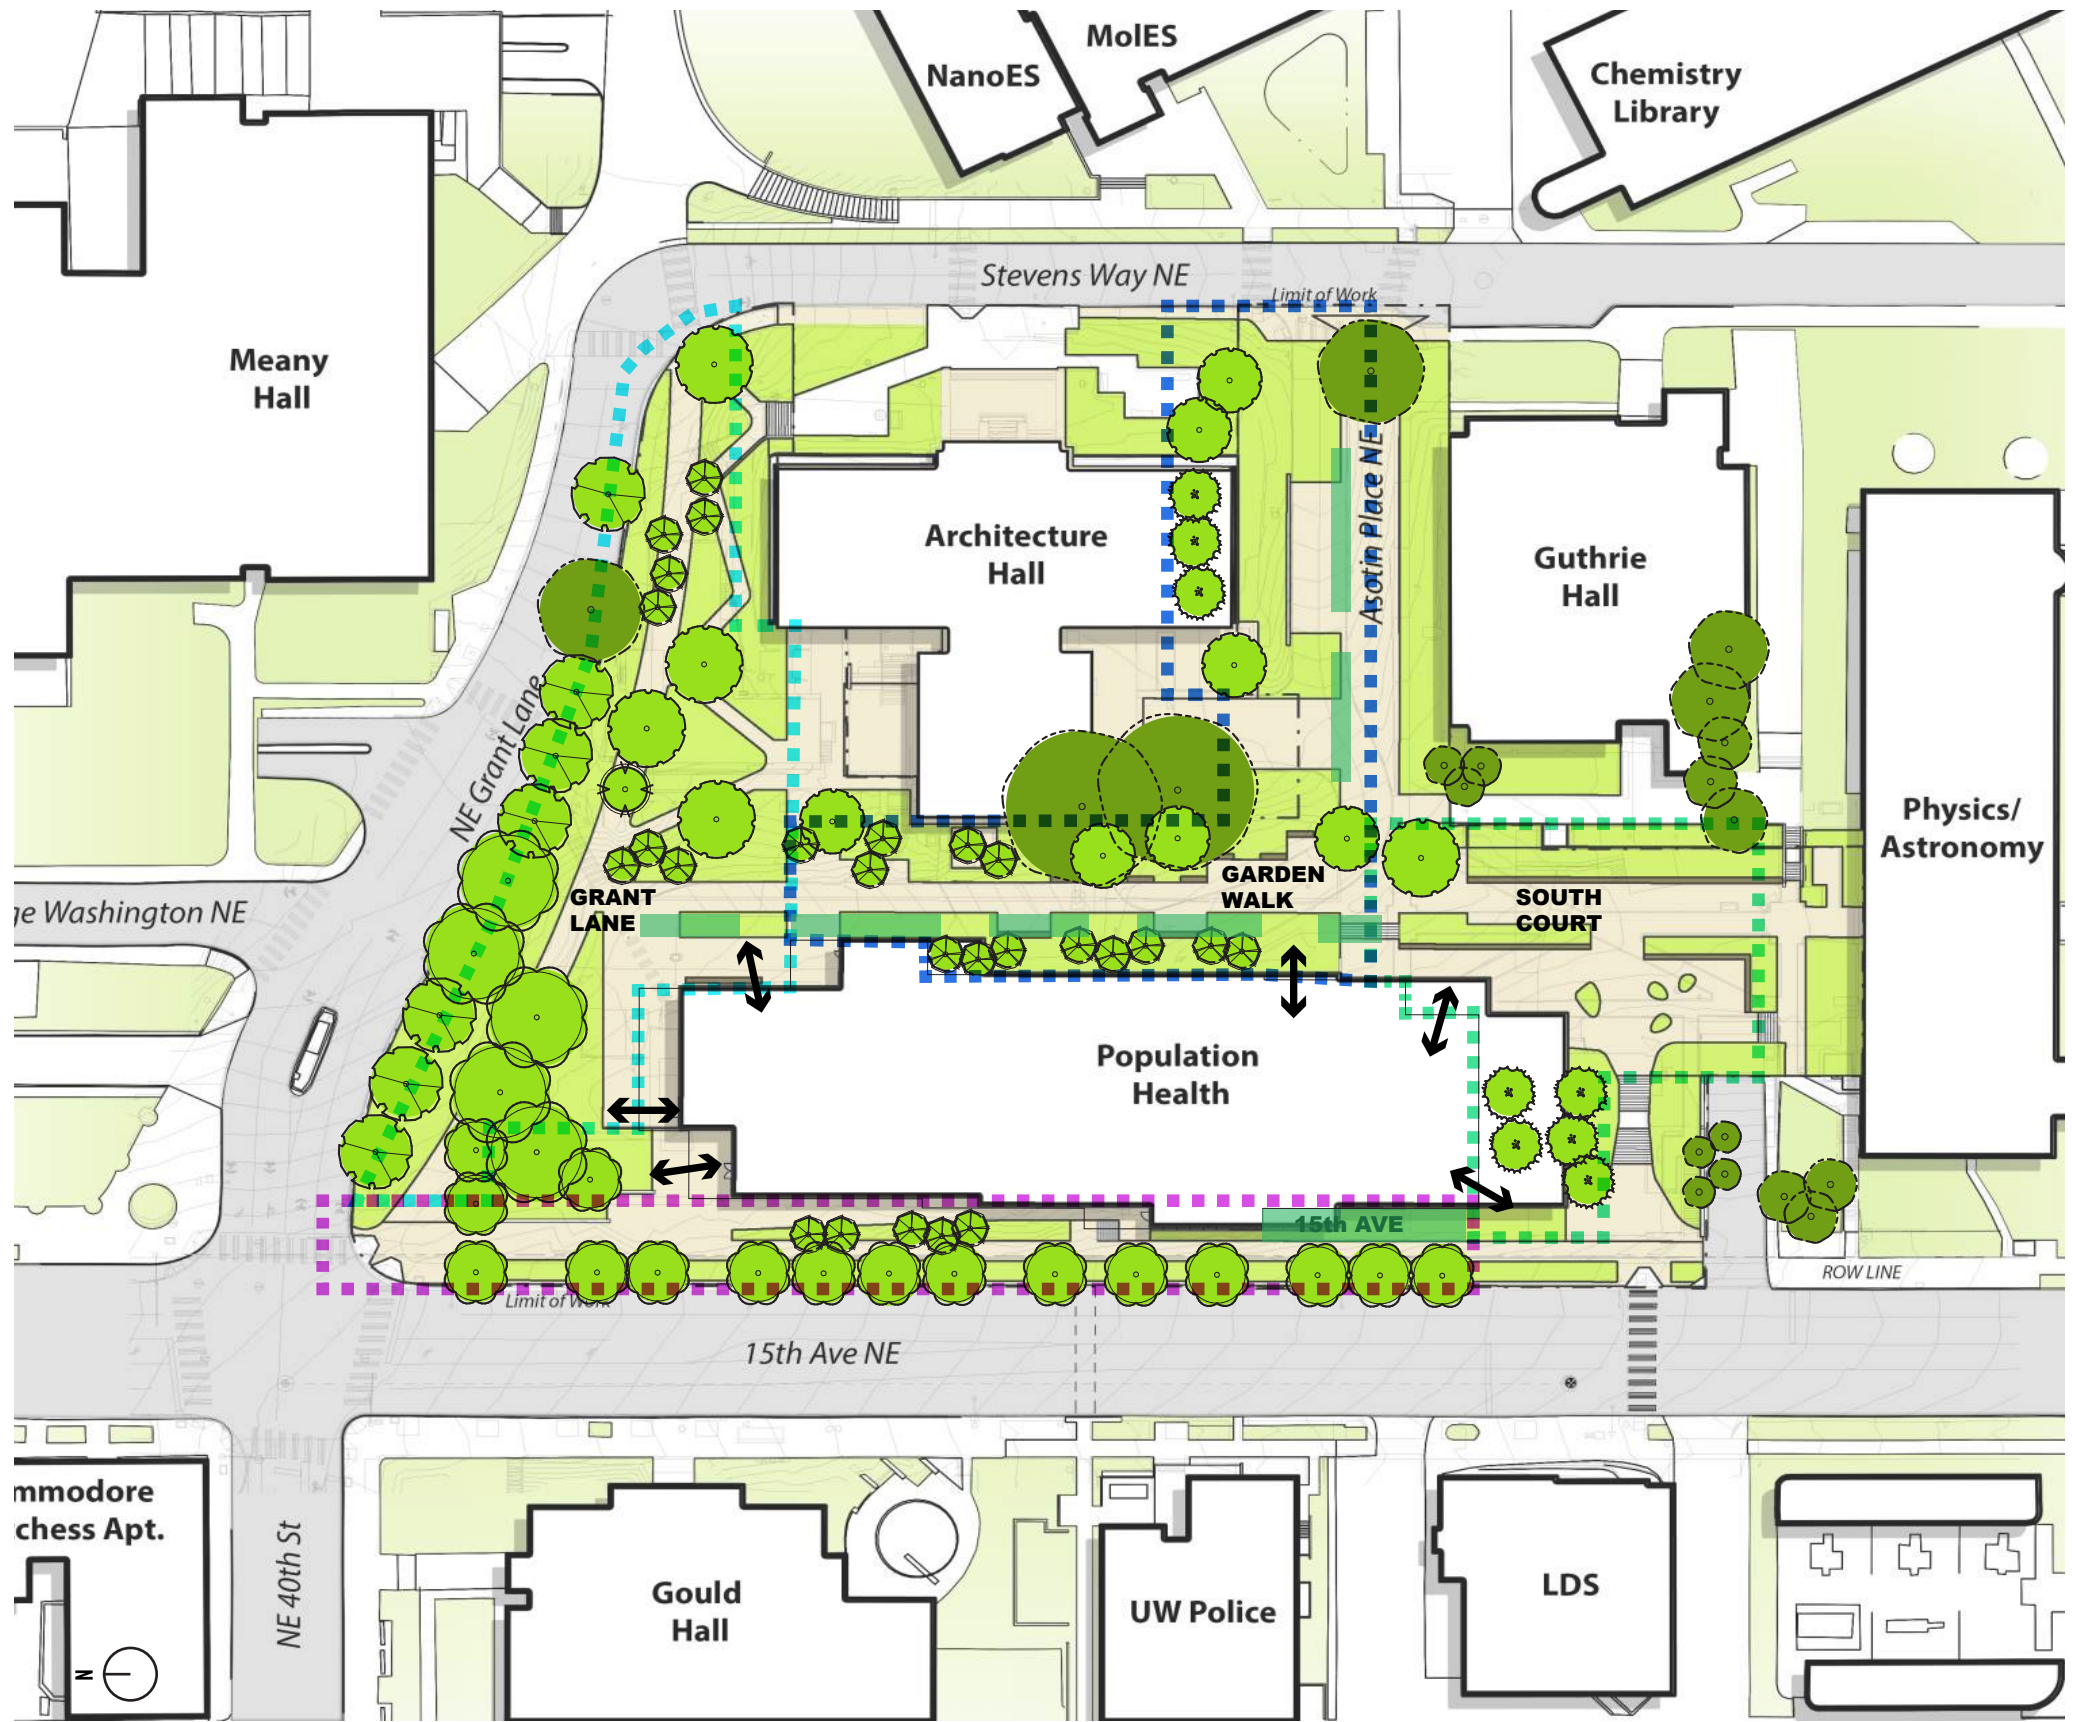 MolES
NanoES
Chemistry
Library
Stevens Way NE
Limit of Work
Meany
Hall
Architecture
Hall
Asotin Place NE
Guthrie
Hall
NE Grant Lane
Physics/
Astronomy
GRANT
LANE
GARDEN
WALK
SOUTH
COURT
ge Washington NE
Population
Health
15th AVE
ROW LINE
Limit of Work
15th Ave NE
mmodore
chess Apt.
NE 40th St
Gould
Hall
UW Police
LDS
N